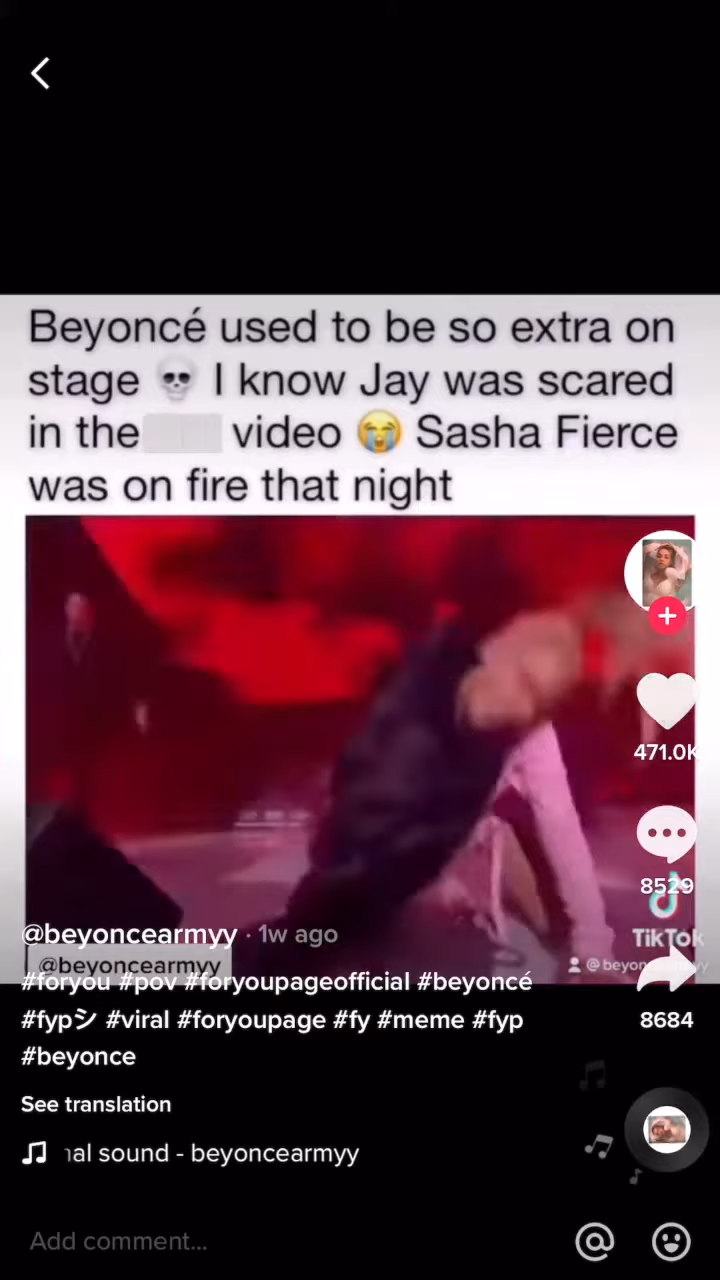 Beyoncé used to be so extra on
stage 💀 I know Jay was scared
in the video 😭 Sasha Fierce
was on fire that night
471.0K
8529
TikTok
@beyoncearmyy · 1w ago
@beyoncearmyy
#foryou #pov #foryoupageofficial #beyoncé
#fypシ #viral #foryoupage #fy #meme #fyp
#beyonce
8684
See translation
nal sound - beyoncearmyy
Add comment...